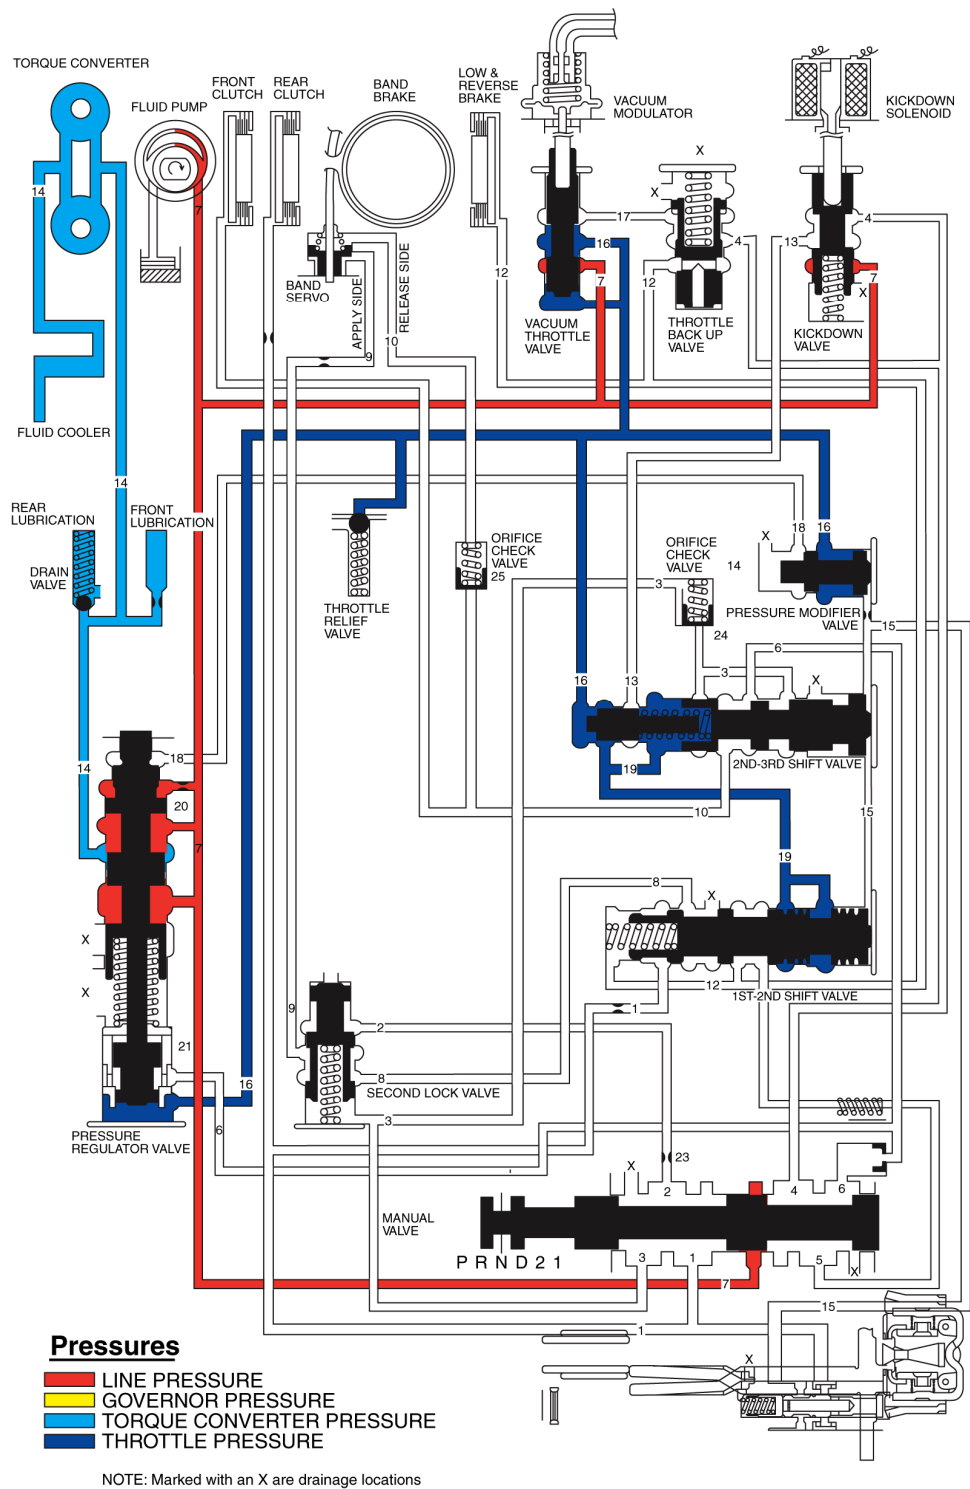 TORQUE CONVERTER
FLUID PUMP
FRONT
CLUTCH
REAR
CLUTCH
BAND
BRAKE
LOW &
REVERSE
BRAKE
VACUUM
MODULATOR
KICKDOWN
SOLENOID
X
X
14
7
17
16
4
13
4
12
7
12
7
X
BAND
SERVO
APPLY SIDE
RELEASE SIDE
10
9
VACUUM
THROTTLE
VALVE
THROTTLE
BACK UP
VALVE
KICKDOWN
VALVE
FLUID COOLER
14
REAR
LUBRICATION
FRONT
LUBRICATION
DRAIN
VALVE
THROTTLE
RELIEF
VALVE
ORIFICE
CHECK
VALVE
25
ORIFICE
CHECK
VALVE
14
3
24
X
18
16
PRESSURE MODIFIER
VALVE
15
6
3
X
16
13
2ND-3RD SHIFT VALVE
19
10
15
14
18
20
7
19
8
X
X
X
12
1ST-2ND SHIFT VALVE
1
9
2
21
8
SECOND LOCK VALVE
16
3
6
PRESSURE
REGULATOR VALVE
23
X
2
4
6
MANUAL
VALVE
P R N D 2 1
3
1
5
X
7
15
1
X
Pressures
LINE PRESSURE
GOVERNOR PRESSURE
TORQUE CONVERTER PRESSURE
THROTTLE PRESSURE
NOTE: Marked with an X are drainage locations